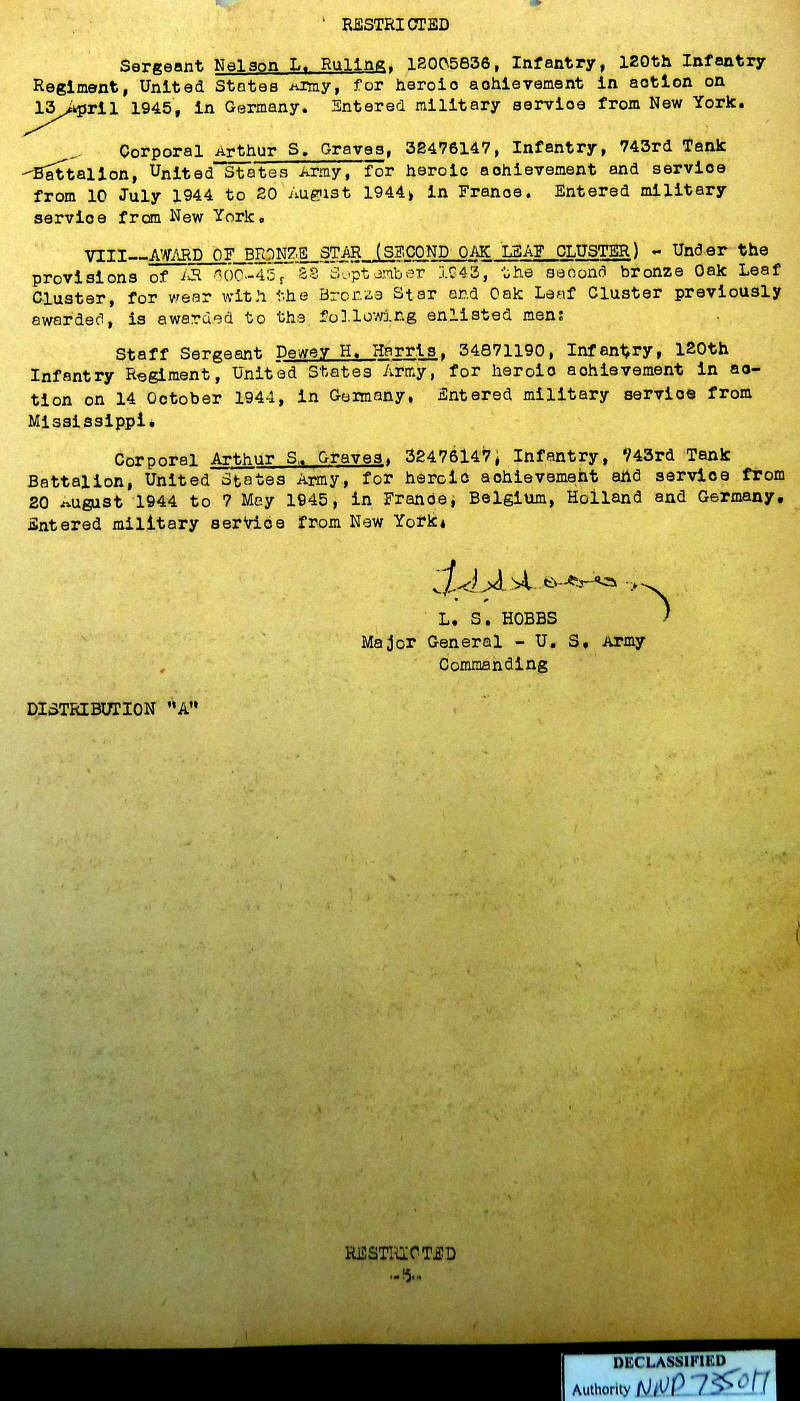 RESTRICTED
Sergeant Nelson L. Ruling, 12005836, Infantry, 120th Infantry
Regiment, United States Army, for heroic achievement in action on
13 April 1945, in Germany. Entered military service from New York.
Corporal Arthur S. Graves, 32476147, Infantry, 743rd Tank
Battalion, United States Army, for heroic achievement and service
from 10 July 1944 to 20 August 1944, in France. Entered military
service from New York.
VIII--AWARD OF BRONZE STAR (SECOND OAK LEAF CLUSTER) - Under the
provisions of AR 600-45, 22 September 1943, the second bronze Oak Leaf
Cluster, for wear with the Bronze Star and Oak Leaf Cluster previously
awarded, is awarded to the following enlisted men:
Staff Sergeant Dewey H. Harris, 34871190, Infantry, 120th
Infantry Regiment, United States Army, for heroic achievement in ac-
tion on 14 October 1944, in Germany. Entered military service from
Mississippi.
Corporal Arthur S. Graves, 32476147, Infantry, 743rd Tank
Battalion, United States Army, for heroic achievement and service from
20 August 1944 to 7 May 1945, in France, Belgium, Holland and Germany.
Entered military service from New York.
L. S. HOBBS
Major General - U. S. Army
Commanding
DISTRIBUTION "A"
RESTRICTED
-5-
DECLASSIFIED
Authority NND 735017